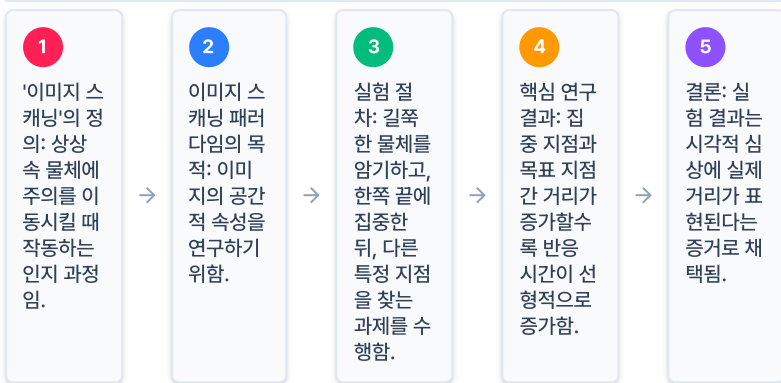 1
'이미지 스
캐닝'의 정
의: 상상
속 물체에
주의를 이
동시킬 때
작동하는
인지 과정
임.
2
이미지 스
캐닝 패러
다임의 목
적: 이미
지의 공간
적 속성을
연구하기
위함.
3
실험 절
차: 길쭉
한 물체를
암기하고,
한쪽 끝에
집중한
뒤, 다른
특정 지점
을 찾는
과제를 수
행함.
4
핵심 연구
결과: 집
중 지점과
목표 지점
간 거리가
증가할수
록 반응
시간이 선
형적으로
증가함.
5
결론: 실
험 결과는
시각적 심
상에 실제
거리가 표
현된다는
증거로 채
택됨.